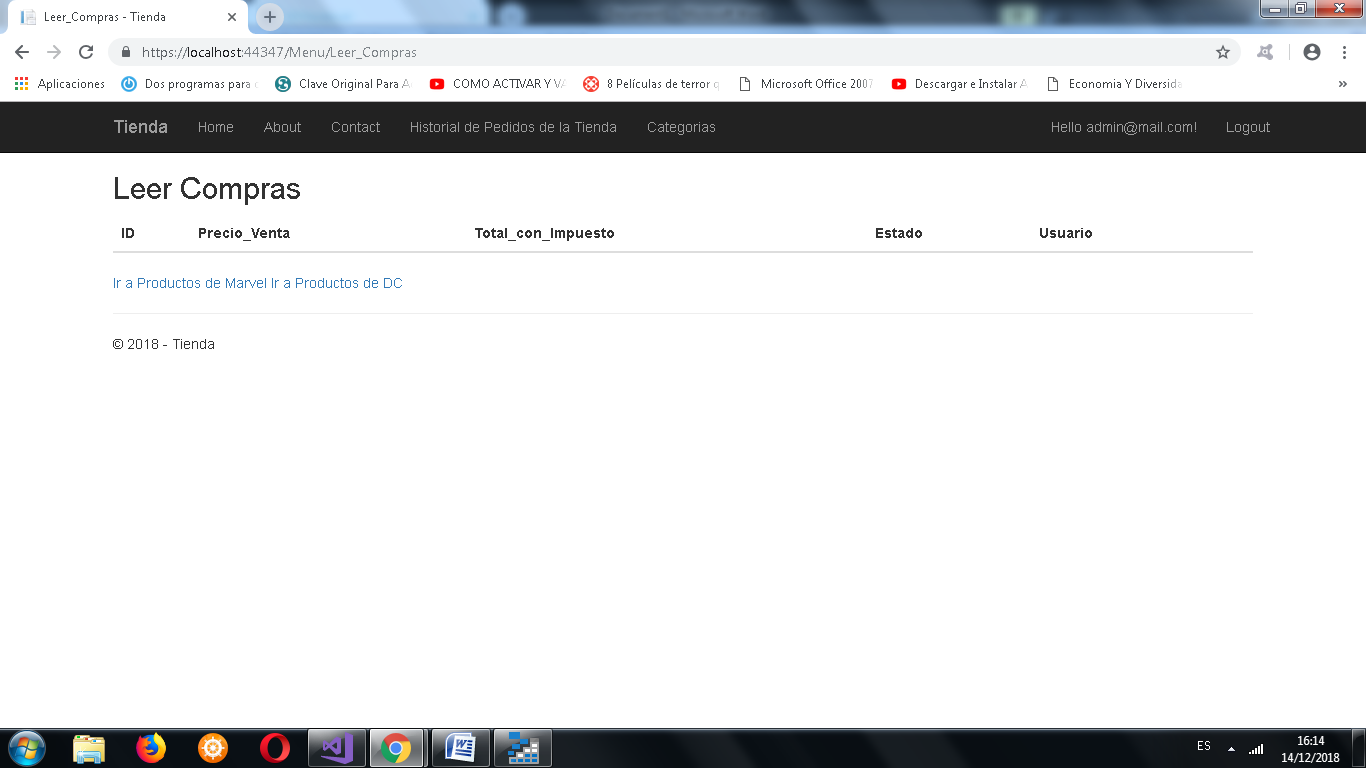 Leer_Compras - Tienda
https://localhost:44347/Menu/Leer_Compras
Aplicaciones Dos programas para Clave Original Para A COMO ACTIVAR Y VA 8 Películas de terror q Microsoft Office 2007 Descargar e Instalar A Economia Y Diversida »
Tienda Home About Contact Historial de Pedidos de la Tienda Categorias Hello admin@mail.com! Logout
Leer Compras
ID Precio_Venta Total_con_Impuesto Estado Usuario
Ir a Productos de Marvel Ir a Productos de DC
© 2018 - Tienda
ES 16:14
14/12/2018